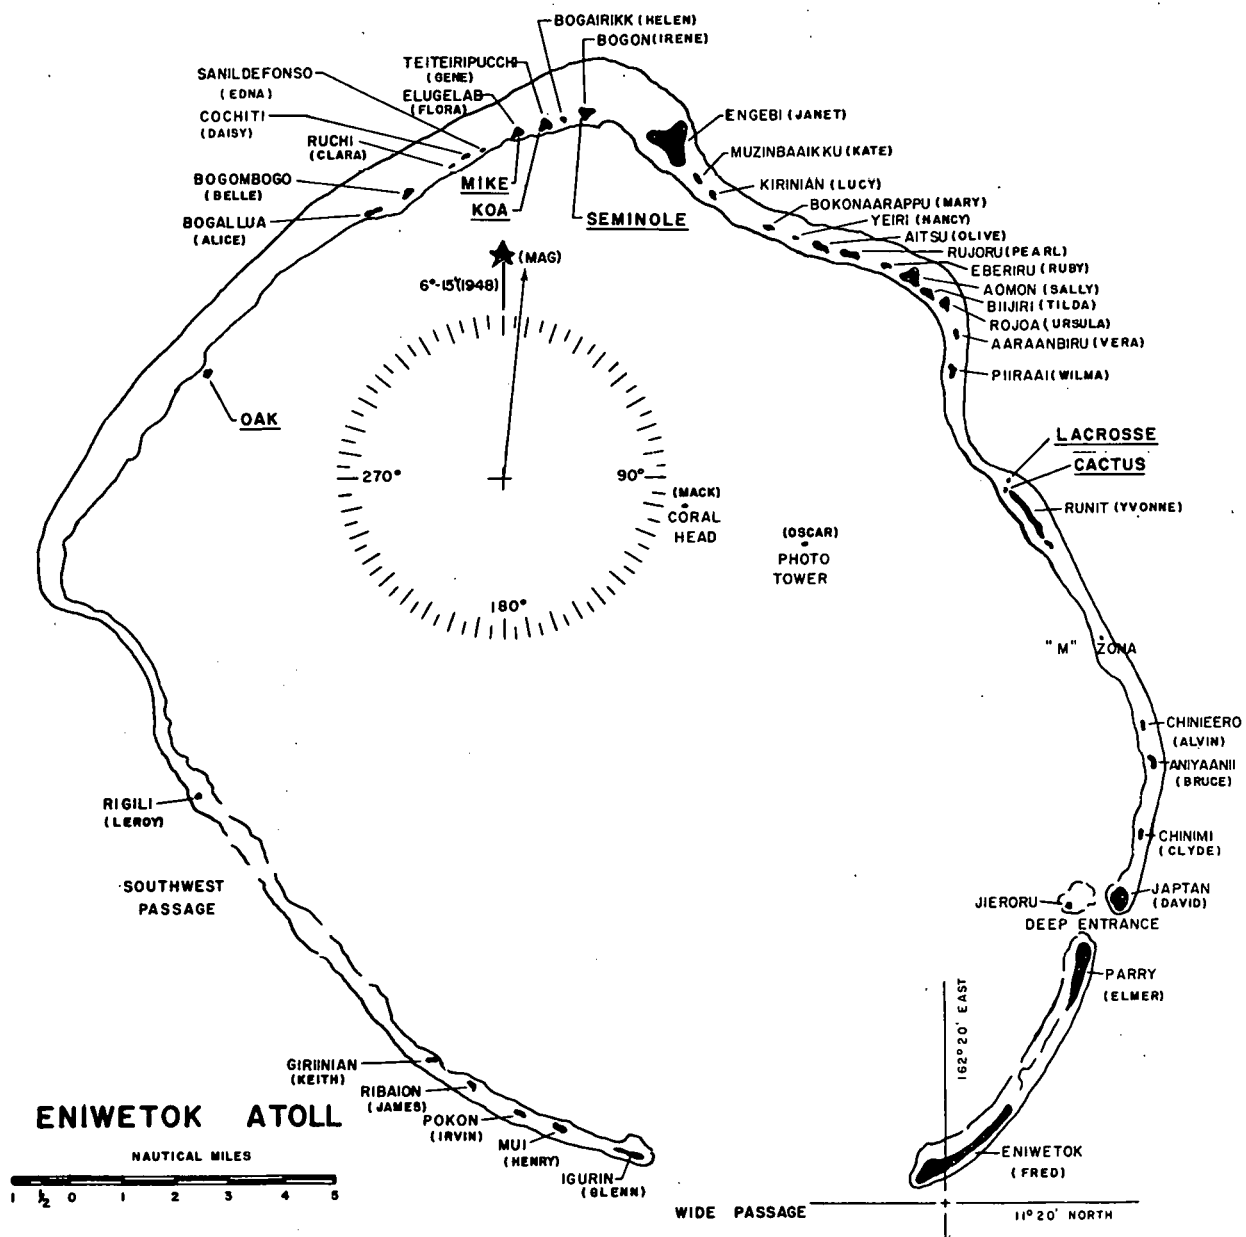 BOGAIRIKK (HELEN)
BOGON(IRENE)
TEITEIRIPUCCHI
(GENE)
SANILDEFONSO
(EDNA)
ELUGELAB
(FLORA)
COCHITI
(DAISY)
RUCHI
(CLARA)
BOGOMBOGO
(BELLE)
BOGALLUA
(ALICE)
MIKE
KOA
SEMINOLE
ENGEBI (JANET)
MUZINBAAIKKU (KATE)
KIRINIAN (LUCY)
BOKONAARAPPU (MARY)
YEIRI (NANCY)
AITSU (OLIVE)
RUJORU (PEARL)
EBERIRU (RUBY)
AOMON (SALLY)
BIIJIRI (TILDA)
ROJOA (URSULA)
AARAANBIRU (VERA)
PIIRAAI (WILMA)
(MAG)
6°-15'(1948)
OAK
270°
90°
180°
(MACK)
CORAL
HEAD
(OSCAR)
PHOTO
TOWER
LACROSSE
CACTUS
RUNIT (YVONNE)
"M" ZONA
CHINIEERO
(ALVIN)
ANIYAANII
(BRUCE)
CHINIMI
(CLYDE)
JAPTAN
(DAVID)
JIERORU
DEEP ENTRANCE
PARRY
(ELMER)
RIGILI
(LEROY)
SOUTHWEST
PASSAGE
GIRIINIAN
(KEITH)
RIBAION
(JAMES)
POKON
(IRVIN)
MUI
(HENRY)
IGURIN
(GLENN)
ENIWETOK
(FRED)
162° 20' EAST
11° 20' NORTH
WIDE PASSAGE
ENIWETOK ATOLL
NAUTICAL MILES
1 1/2 0 1 2 3 4 5